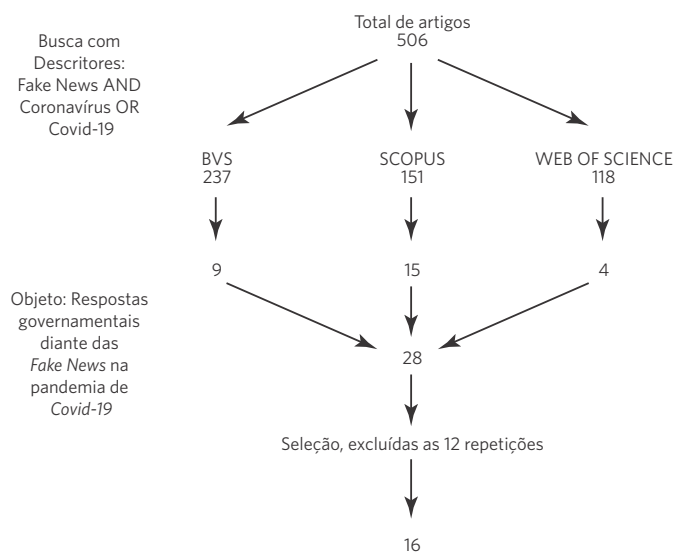 Total de artigos
506
Busca com
Descritores:
Fake News AND
Coronavírus OR
Covid-19
BVS
237
SCOPUS
151
WEB OF SCIENCE
118
9
15
4
Objeto: Respostas
governamentais
diante das
Fake News na
pandemia de
Covid-19
28
Seleção, excluídas as 12 repetições
16